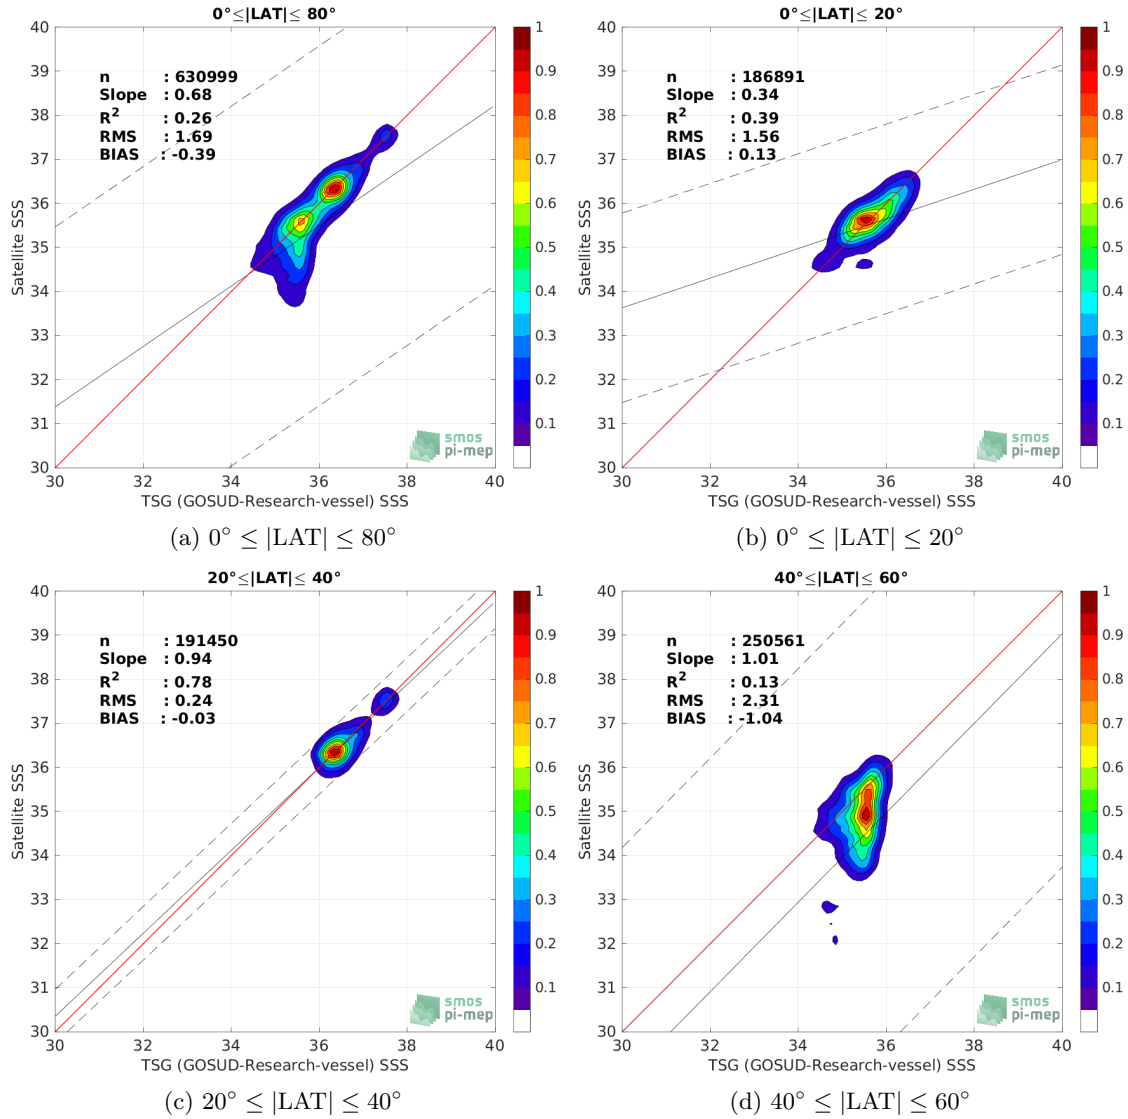 0°≤|LAT|≤ 80°
n : 630999
Slope : 0.68
R² : 0.26
RMS : 1.69
BIAS : -0.39
40
39
38
37
36
35
34
33
32
31
30
Satellite SSS
30 32 34 36 38 40
TSG (GOSUD-Research-vessel) SSS
1
0.9
0.8
0.7
0.6
0.5
0.4
0.3
0.2
0.1
smos
pi-mep
(a) 0° ≤ |LAT| ≤ 80°
0°≤|LAT|≤ 20°
n : 186891
Slope : 0.34
R² : 0.39
RMS : 1.56
BIAS : 0.13
40
39
38
37
36
35
34
33
32
31
30
Satellite SSS
30 32 34 36 38 40
TSG (GOSUD-Research-vessel) SSS
1
0.9
0.8
0.7
0.6
0.5
0.4
0.3
0.2
0.1
smos
pi-mep
(b) 0° ≤ |LAT| ≤ 20°
20°≤|LAT|≤ 40°
n : 191450
Slope : 0.94
R² : 0.78
RMS : 0.24
BIAS : -0.03
40
39
38
37
36
35
34
33
32
31
30
Satellite SSS
30 32 34 36 38 40
TSG (GOSUD-Research-vessel) SSS
1
0.9
0.8
0.7
0.6
0.5
0.4
0.3
0.2
0.1
smos
pi-mep
(c) 20° ≤ |LAT| ≤ 40°
40°≤|LAT|≤ 60°
n : 250561
Slope : 1.01
R² : 0.13
RMS : 2.31
BIAS : -1.04
40
39
38
37
36
35
34
33
32
31
30
Satellite SSS
30 32 34 36 38 40
TSG (GOSUD-Research-vessel) SSS
1
0.9
0.8
0.7
0.6
0.5
0.4
0.3
0.2
0.1
smos
pi-mep
(d) 40° ≤ |LAT| ≤ 60°